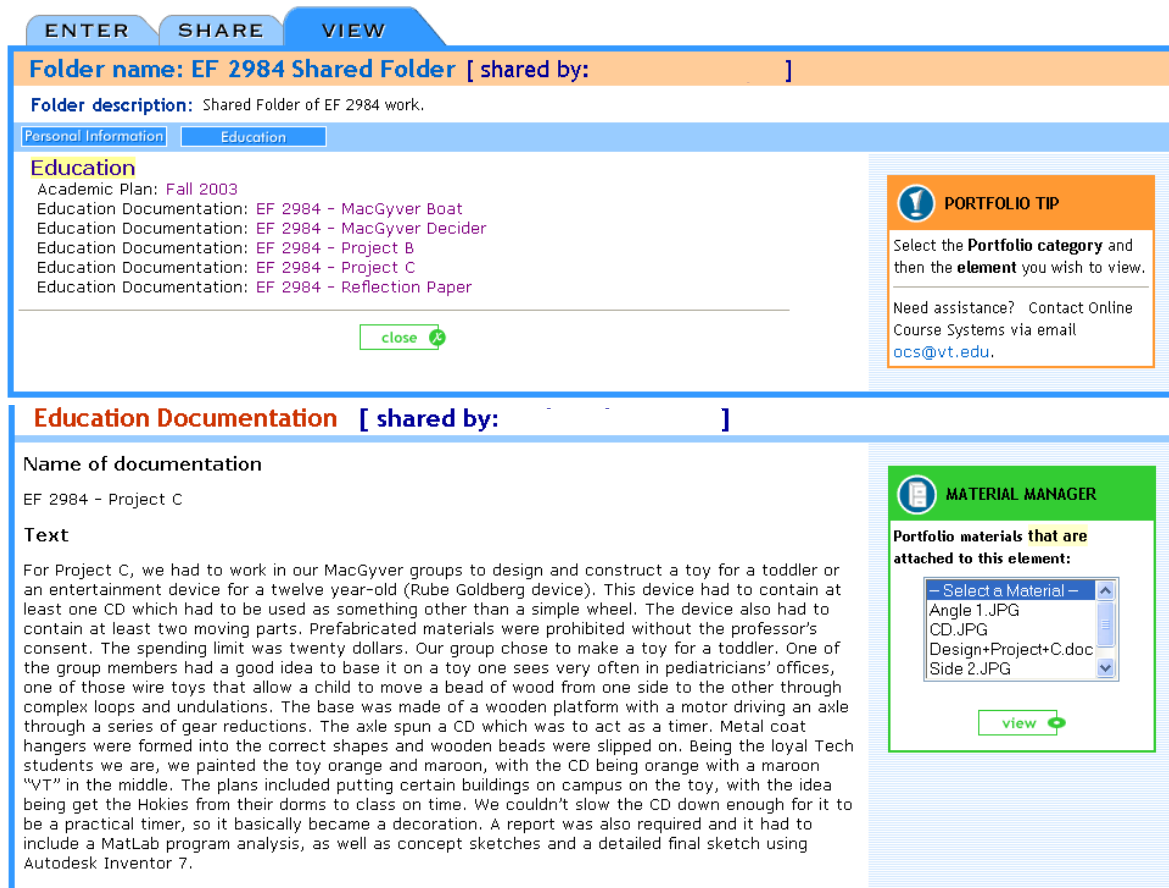 ENTER SHARE VIEW
Folder name: EF 2984 Shared Folder [ shared by: ]
Folder description: Shared Folder of EF 2984 work.
Personal Information Education
Education
Academic Plan: Fall 2003
Education Documentation: EF 2984 – MacGyver Boat
Education Documentation: EF 2984 – MacGyver Decider
Education Documentation: EF 2984 – Project B
Education Documentation: EF 2984 – Project C
Education Documentation: EF 2984 – Reflection Paper
close
PORTFOLIO TIP
Select the Portfolio category and
then the element you wish to view.
Need assistance? Contact Online
Course Systems via email
ocs@vt.edu.
Education Documentation [ shared by: ]
Name of documentation
EF 2984 – Project C
Text
For Project C, we had to work in our MacGyver groups to design and construct a toy for a toddler or
an entertainment device for a twelve year-old (Rube Goldberg device). This device had to contain at
least one CD which had to be used as something other than a simple wheel. The device also had to
contain at least two moving parts. Prefabricated materials were prohibited without the professor's
consent. The spending limit was twenty dollars. Our group chose to make a toy for a toddler. One of
the group members had a good idea to base it on a toy one sees very often in pediatricians' offices,
one of those wire toys that allow a child to move a bead of wood from one side to the other through
complex loops and undulations. The base was made of a wooden platform with a motor driving an axle
through a series of gear reductions. The axle spun a CD which was to act as a timer. Metal coat
hangers were formed into the correct shapes and wooden beads were slipped on. Being the loyal Tech
students we are, we painted the toy orange and maroon, with the CD being orange with a maroon
"VT" in the middle. The plans included putting certain buildings on campus on the toy, with the idea
being get the Hokies from their dorms to class on time. We couldn't slow the CD down enough for it to
be a practical timer, so it basically became a decoration. A report was also required and it had to
include a MatLab program analysis, as well as concept sketches and a detailed final sketch using
Autodesk Inventor 7.
MATERIAL MANAGER
Portfolio materials that are
attached to this element:
-- Select a Material --
Angle 1.JPG
CD.JPG
Design+Project+C.doc
Side 2.JPG
view